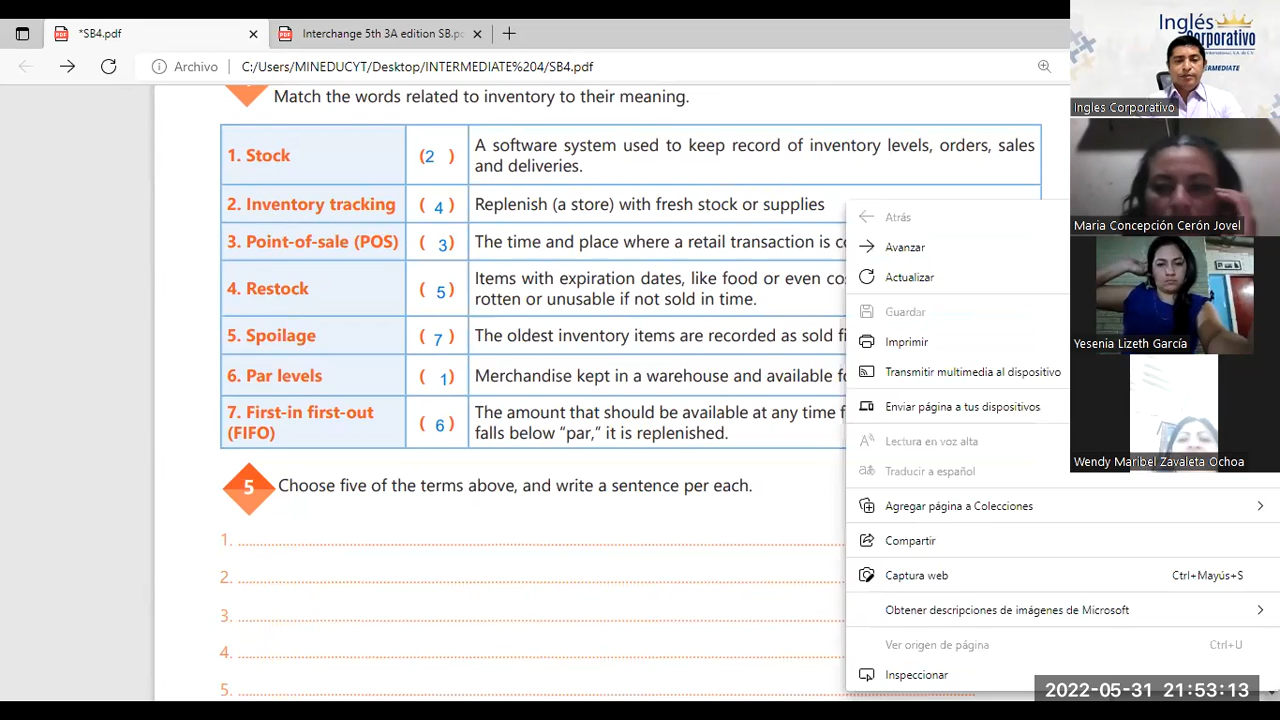 *SB4.pdf
Interchange 5th 3A edition SB.pc
Archivo
C:/Users/MINEDUCYT/Desktop/INTERMEDIATE%204/SB4.pdf
Match the words related to inventory to their meaning.
1. Stock
(2 )
A software system used to keep record of inventory levels, orders, sales
and deliveries.
2. Inventory tracking
( 4 )
Replenish (a store) with fresh stock or supplies
3. Point-of-sale (POS)
( 3 )
The time and place where a retail transaction is c
4. Restock
( 5 )
Items with expiration dates, like food or even co
rotten or unusable if not sold in time.
5. Spoilage
( 7 )
The oldest inventory items are recorded as sold fi
6. Par levels
( 1 )
Merchandise kept in a warehouse and available fo
7. First-in first-out
(FIFO)
( 6 )
The amount that should be available at any time f
falls below “par,” it is replenished.
5
Choose five of the terms above, and write a sentence per each.
1.
2.
3.
4.
5.
Atrás
Avanzar
Actualizar
Guardar
Imprimir
Transmitir multimedia al dispositivo
Enviar página a tus dispositivos
Lectura en voz alta
Traducir a español
Agregar página a Colecciones
Compartir
Captura web
Ctrl+Mayús+S
Obtener descripciones de imágenes de Microsoft
Ver origen de página
Ctrl+U
Inspeccionar
Inglés
Corporativo
Ingles Corporativo
Maria Concepción Cerón Jovel
Yesenia Lizeth García
Wendy Maribel Zavaleta Ochoa
2022-05-31 21:53:13